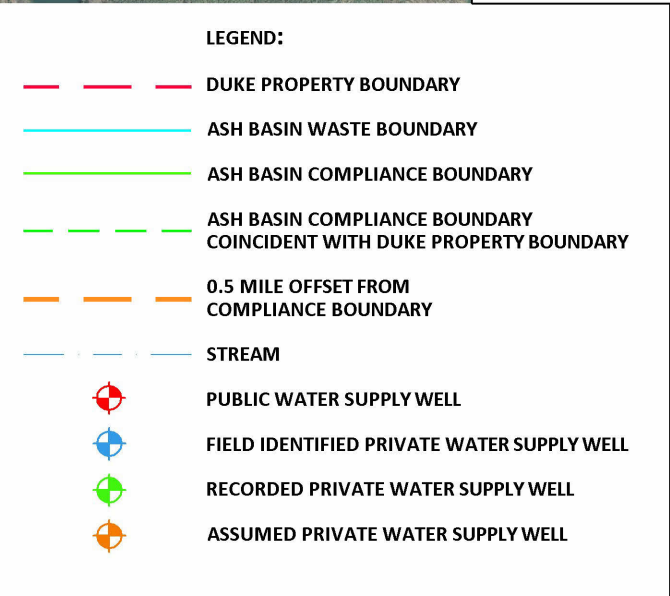 LEGEND:
DUKE PROPERTY BOUNDARY
ASH BASIN WASTE BOUNDARY
ASH BASIN COMPLIANCE BOUNDARY
ASH BASIN COMPLIANCE BOUNDARY
COINCIDENT WITH DUKE PROPERTY BOUNDARY
0.5 MILE OFFSET FROM
COMPLIANCE BOUNDARY
STREAM
PUBLIC WATER SUPPLY WELL
FIELD IDENTIFIED PRIVATE WATER SUPPLY WELL
RECORDED PRIVATE WATER SUPPLY WELL
ASSUMED PRIVATE WATER SUPPLY WELL